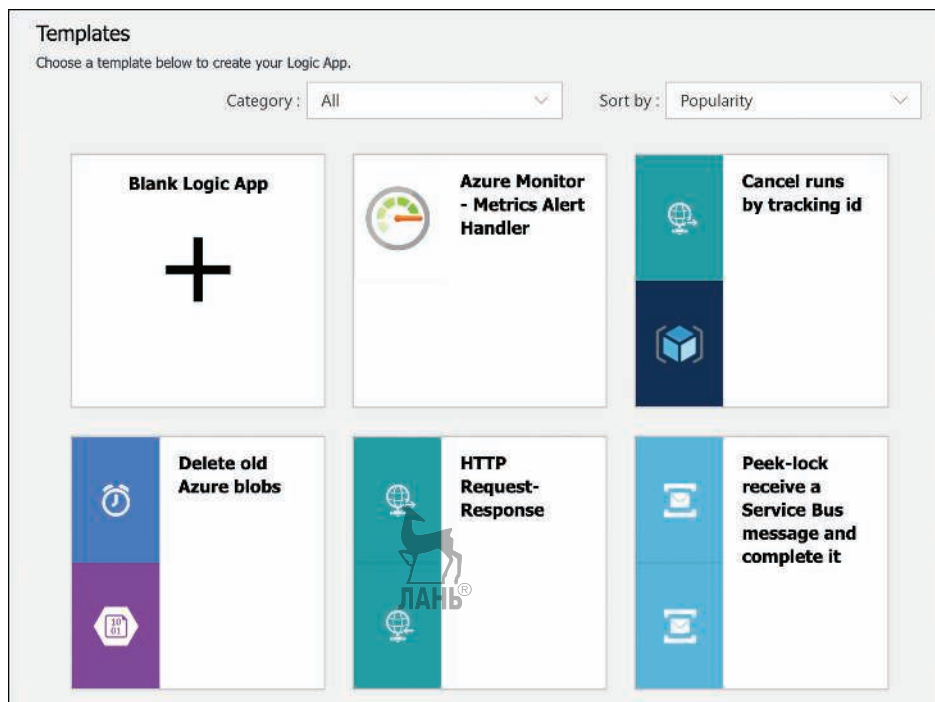 Templates
Choose a template below to create your Logic App.
Category :
All
Sort by :
Popularity
Blank Logic App
Azure Monitor
- Metrics Alert
Handler
Cancel runs
by tracking id
Delete old
Azure blobs
10
01
HTTP
Request-
Response
Peek-lock
receive a
Service Bus
message and
complete it
ЛАНЬ®